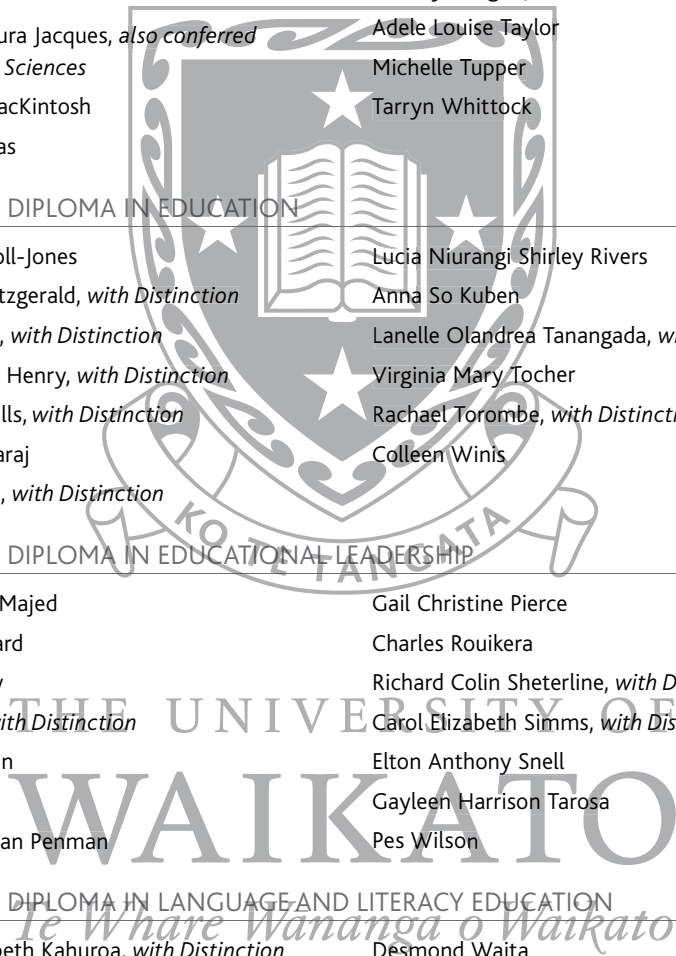 ura Jacques, also conferred
Sciences
acKintosh
as
Adele Louise Taylor
Michelle Tupper
Tarryn Whittock
DIPLOMA IN EDUCATION
oll-Jones
tzgerald, with Distinction
, with Distinction
Henry, with Distinction
lls, with Distinction
araj
, with Distinction
Lucia Niurangi Shirley Rivers
Anna So Kuben
Lanelle Olandrea Tanangada, wi
Virginia Mary Tocher
Rachael Torombe, with Distincti
Colleen Winis
KO TE TANGATA
DIPLOMA IN EDUCATIONAL LEADERSHIP
Majed
ard
y
ith Distinction
n
an Penman
Gail Christine Pierce
Charles Rouikera
Richard Colin Sheterline, with D
Carol Elizabeth Simms, with Dis
Elton Anthony Snell
Gayleen Harrison Tarosa
Pes Wilson
THE UNIVERSITY OF
WAIKATO
Te Whare Wānanga o Waikato
DIPLOMA IN LANGUAGE AND LITERACY EDUCATION
beth Kahuroa, with Distinction
Desmond Waita